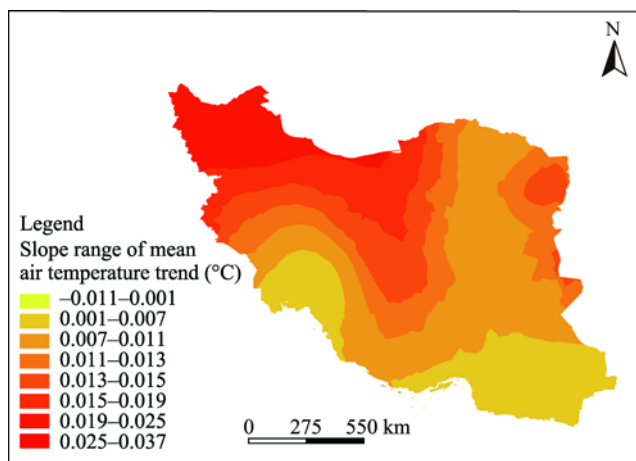 N
Legend
Slope range of mean
air temperature trend (°C)
−0.011–0.001
0.001–0.007
0.007–0.011
0.011–0.013
0.013–0.015
0.015–0.019
0.019–0.025
0.025–0.037
0 275 550 km